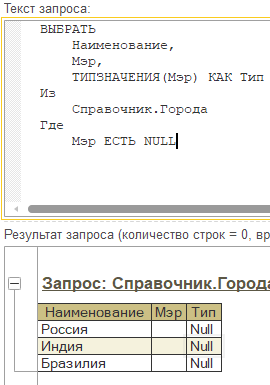 Текст запроса:
ВЫБРАТЬ
Наименование,
Мэр,
ТИПЗНАЧЕНИЯ(Мэр) КАК Тип
Из
Справочник.Города
Где
Мэр ЕСТЬ NULL
Результат запроса (количество строк = 0, вр
Запрос: Справочник.Города
Наименование Мэр Тип
Россия Null
Индия Null
Бразилия Null